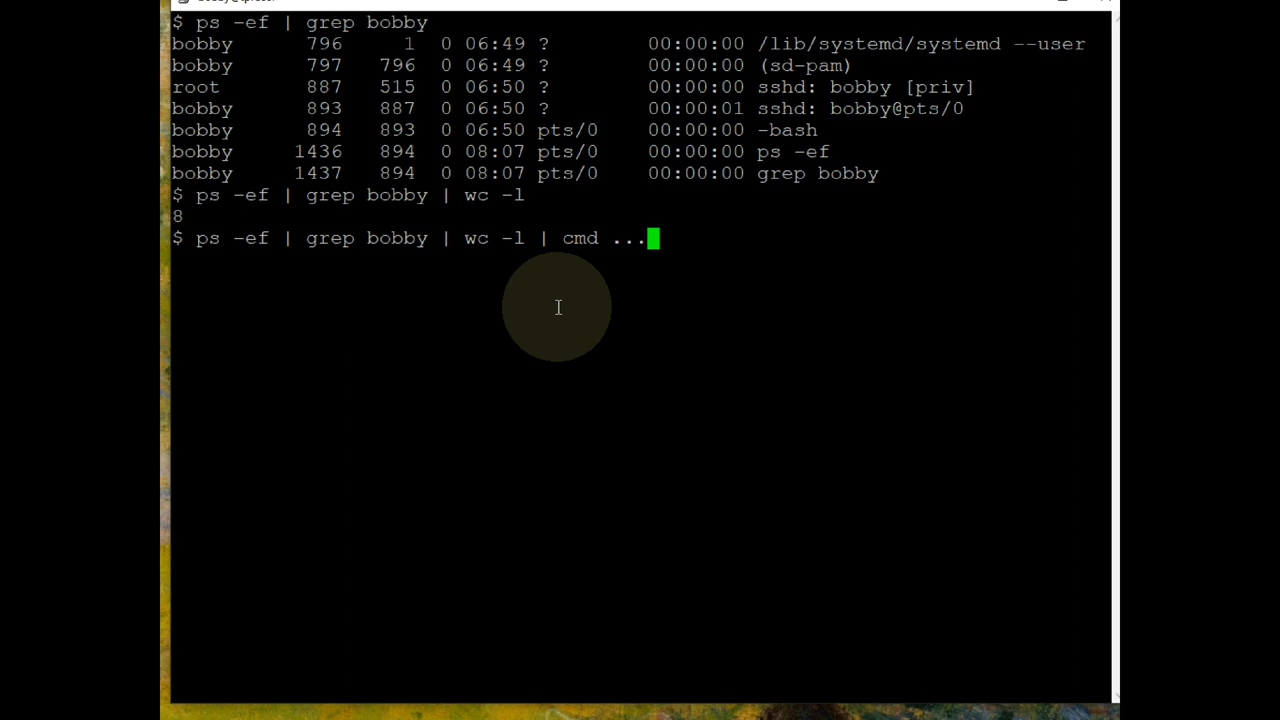 $ ps -ef | grep bobby
bobby 796 1 0 06:49 ? 00:00:00 /lib/systemd/systemd --user
bobby 797 796 0 06:49 ? 00:00:00 (sd-pam)
root 887 515 0 06:50 ? 00:00:00 sshd: bobby [priv]
bobby 893 887 0 06:50 ? 00:00:01 sshd: bobby@pts/0
bobby 894 893 0 06:50 pts/0 00:00:00 -bash
bobby 1436 894 0 08:07 pts/0 00:00:00 ps -ef
bobby 1437 894 0 08:07 pts/0 00:00:00 grep bobby
$ ps -ef | grep bobby | wc -l
8
$ ps -ef | grep bobby | wc -l | cmd ...